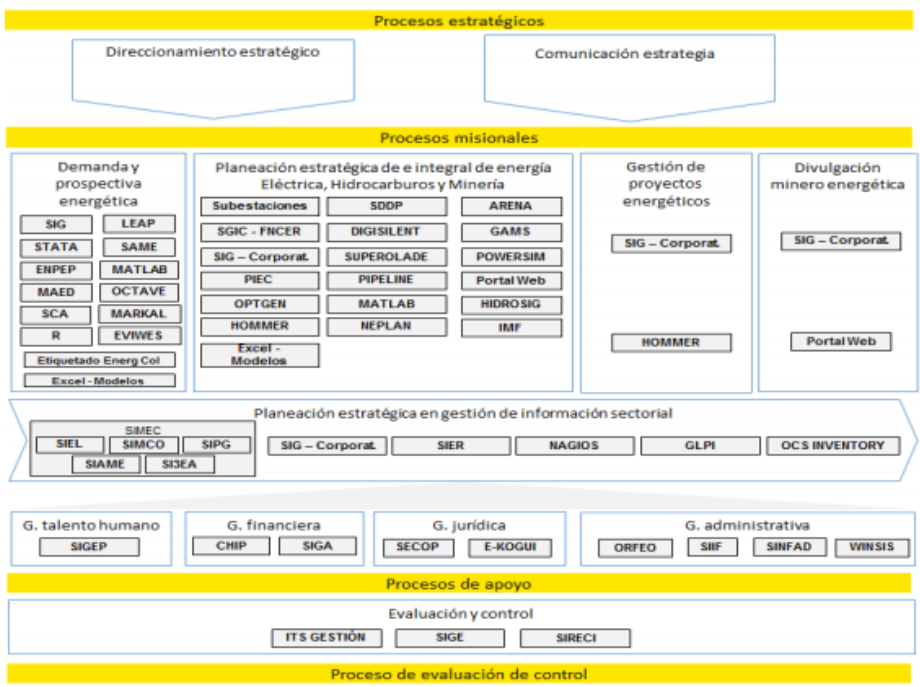 Procesos estratégicos
Direccionamiento estratégico
Comunicación estrategia
Procesos misionales
Demanda y
prospectiva
energética
SIG
LEAP
STATA
SAME
ENPEP
MATLAB
MAED
OCTAVE
SCA
MARKAL
R
EVIWES
Etiquetado Energ Col
Excel - Modelos
Planeación estratégica de e integral de energía
Eléctrica, Hidrocarburos y Minería
Subestaciones
SDDP
ARENA
SGIC - FNCER
DIGISILENT
GAMS
SIG – Corporat.
SUPEROLADE
POWERSIM
PIEC
PIPELINE
Portal Web
OPTGEN
MATLAB
HIDROSIG
HOMMER
NEPLAN
IMF
Excel -
Modelos
Gestión de
proyectos
energéticos
SIG – Corporat.
HOMMER
Divulgación
minero energética
SIG – Corporat.
Portal Web
Planeación estratégica en gestión de información sectorial
SIMEC
SIEL
SIMCO
SIPG
SIAME
SI3EA
SIG – Corporat.
SIER
NAGIOS
GLPI
OCS INVENTORY
G. talento humano
SIGEP
G. financiera
CHIP
SIGA
G. jurídica
SECOP
E-KOGUI
G. administrativa
ORFEO
SIIF
SINFAD
WINSIS
Procesos de apoyo
Evaluación y control
ITS GESTIÓN
SIGE
SIRECI
Proceso de evaluación de control